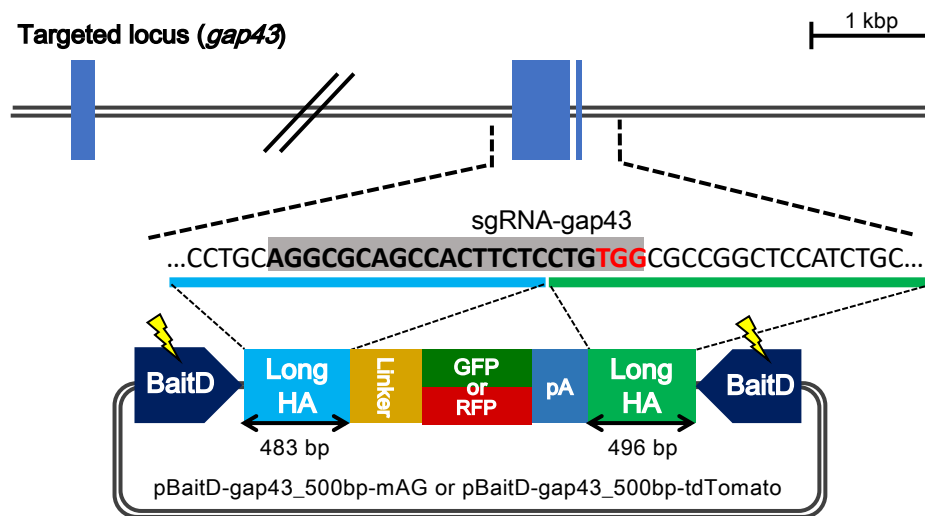 Targeted locus (gap43)
1 kbp
sgRNA-gap43
...CCTGCAGGCGCAGCCACTTCTCCTGTGGCGCCGGCTCCATCTGC...
BaitD
Long
HA
Linker
GFP
or
RFP
pA
Long
HA
BaitD
483 bp
496 bp
pBaitD-gap43_500bp-mAG or pBaitD-gap43_500bp-tdTomato